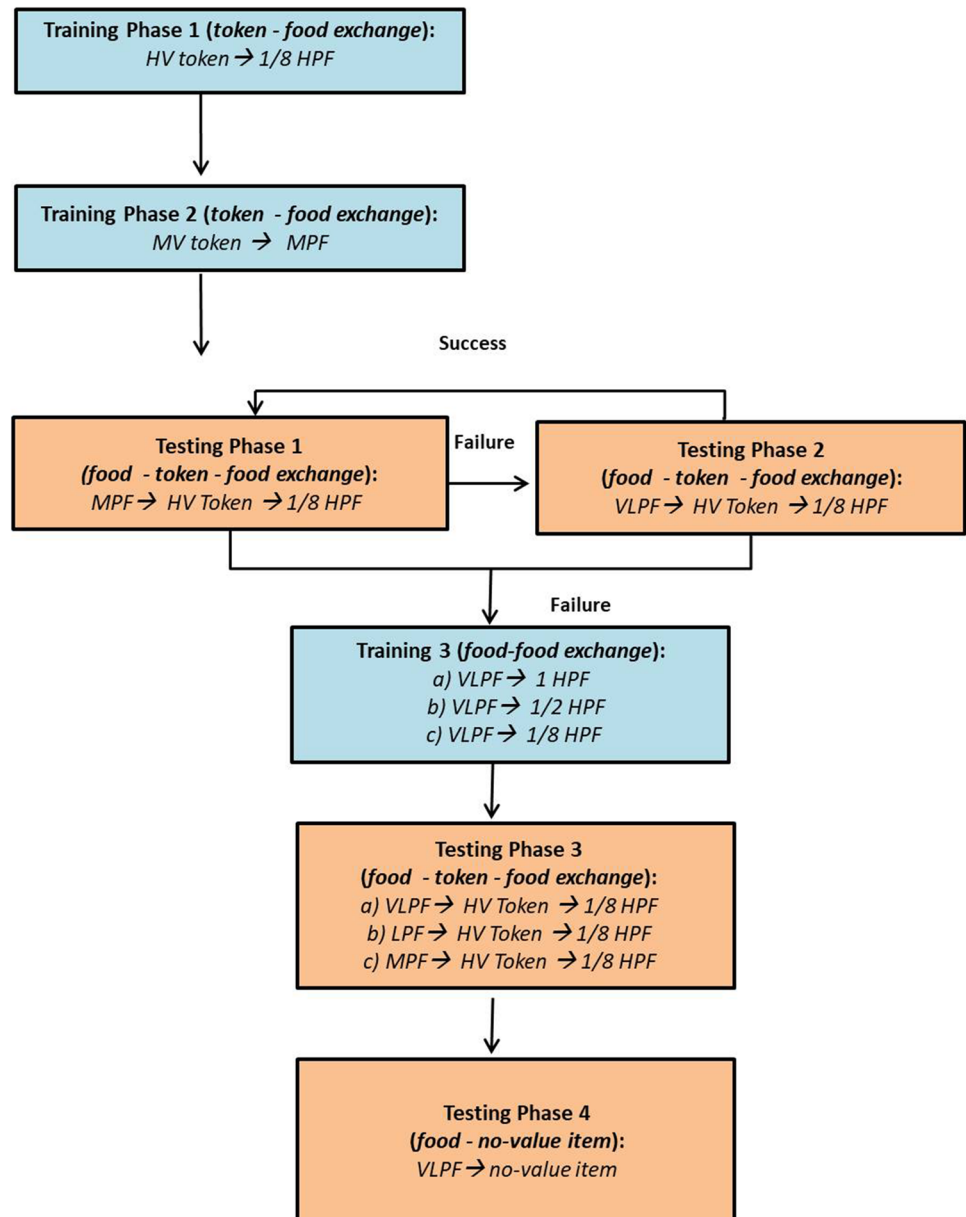 Training Phase 1 (token - food exchange):
HV token → 1/8 HPF
Training Phase 2 (token - food exchange):
MV token → MPF
Success
Testing Phase 1
(food - token - food exchange):
MPF → HV Token → 1/8 HPF
Failure
Testing Phase 2
(food - token - food exchange):
VLPF → HV Token → 1/8 HPF
Failure
Training 3 (food-food exchange):
a) VLPF → 1 HPF
b) VLPF → 1/2 HPF
c) VLPF → 1/8 HPF
Testing Phase 3
(food - token - food exchange):
a) VLPF → HV Token → 1/8 HPF
b) LPF → HV Token → 1/8 HPF
c) MPF → HV Token → 1/8 HPF
Testing Phase 4
(food - no-value item):
VLPF → no-value item